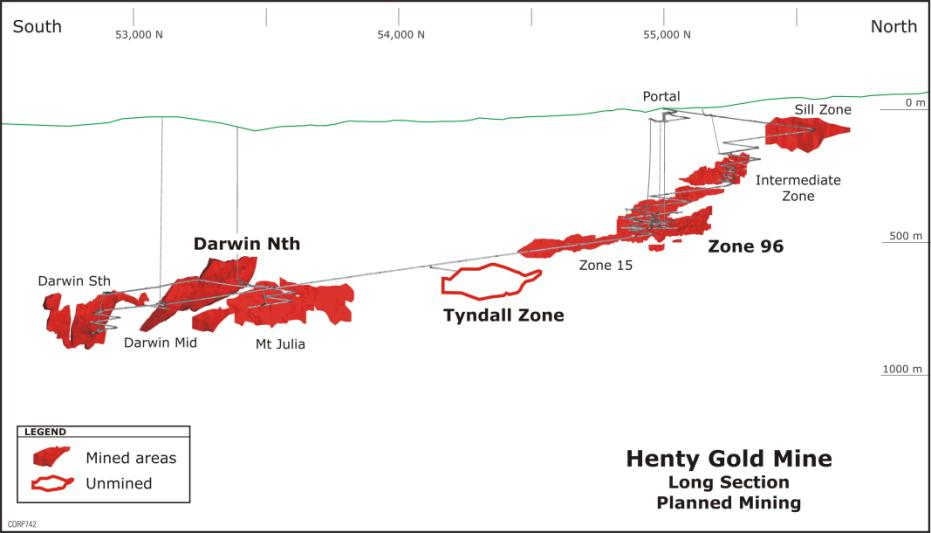 South
North
53,000 N
54,000 N
55,000 N
Portal
0 m
Sill Zone
Intermediate
Zone
500 m
Darwin Nth
Zone 96
Zone 15
Darwin Sth
Tyndall Zone
Darwin Mid
Mt Julia
1000 m
LEGEND
Mined areas
Unmined
Henty Gold Mine
Long Section
Planned Mining
CORP742